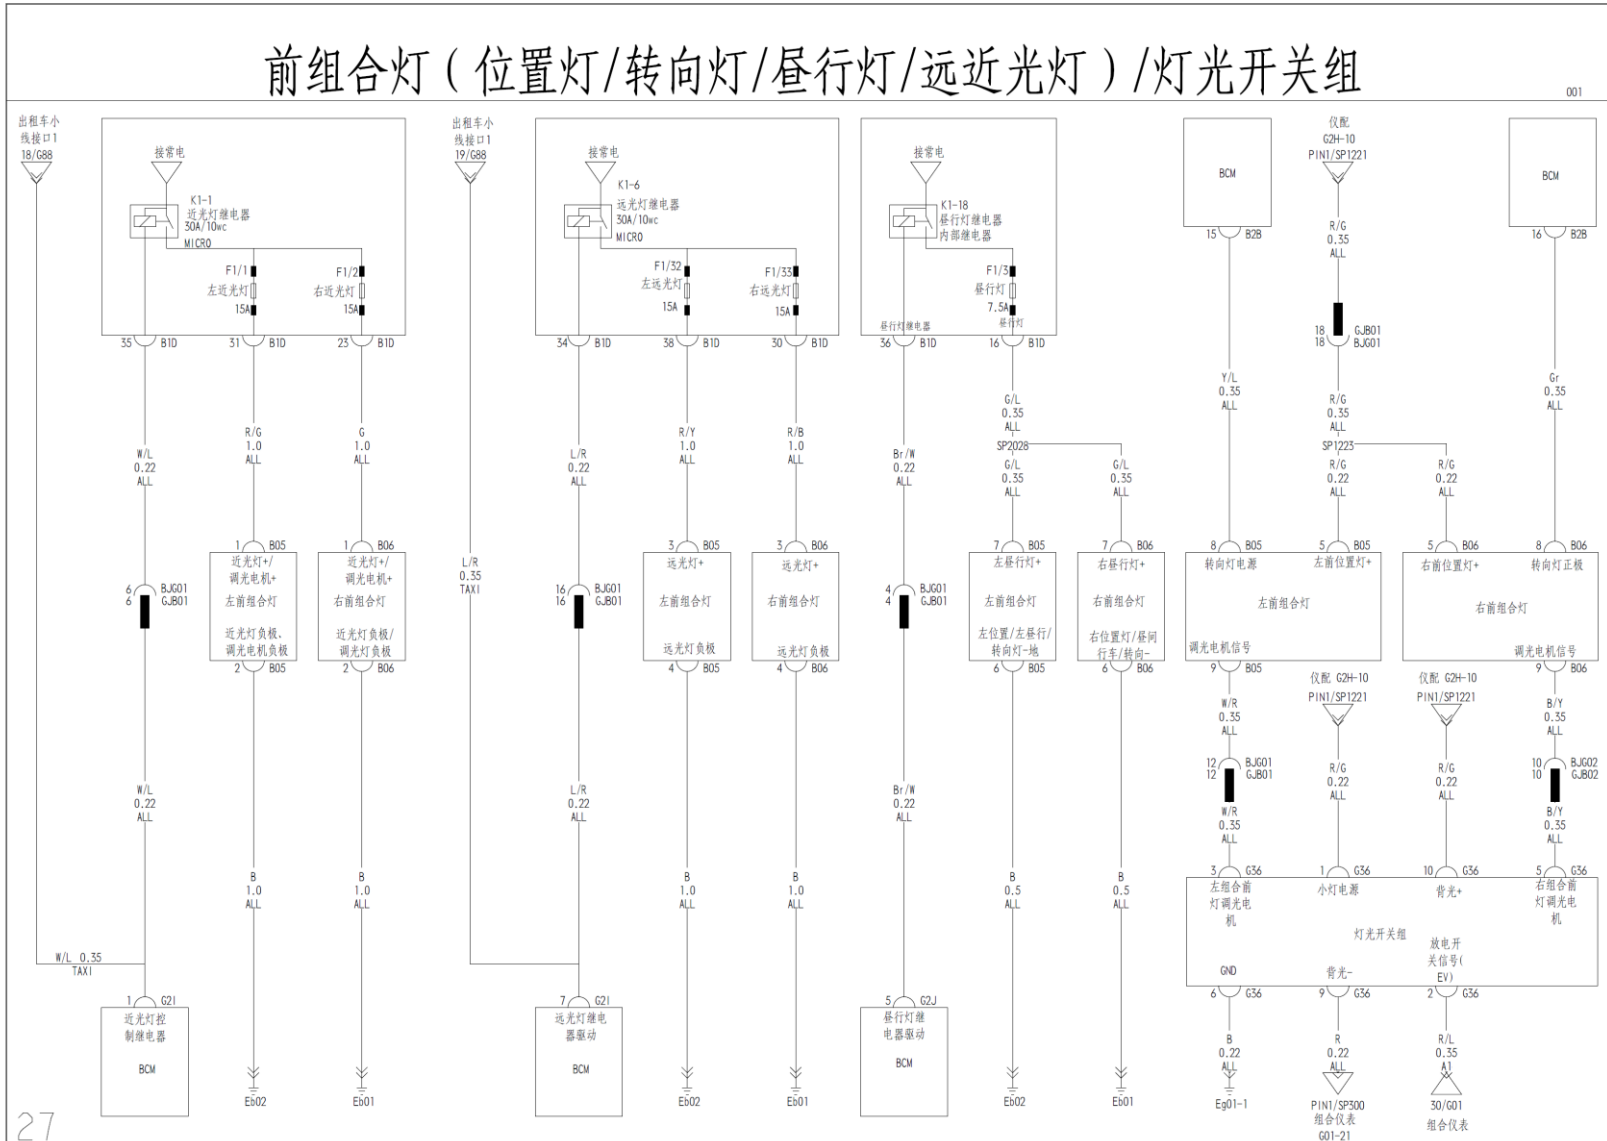 前组合灯(位置灯/转向灯/昼行灯/远近光灯)/灯光开关组
001
出租车小
线接口1
18/G88
接常电
K1-1
近光灯继电器
30A/10wc
MICRO
F1/1
左近光灯
15A
F1/2
右近光灯
15A
35 B1D
31 B1D
23 B1D
出租车小
线接口1
19/G88
接常电
K1-6
远光灯继电器
30A/10wc
MICRO
F1/32
左远光灯
15A
F1/33
右远光灯
15A
34 B1D
38 B1D
30 B1D
接常电
K1-18
昼行灯继电器
内部继电器
F1/3
昼行灯
7.5A
昼行灯继电器
昼行灯
36 B1D
16 B1D
BCM
15 B2B
仪配
G2H-10
PIN1/SP1221
R/G
0.35
ALL
18 GJB01
18 BJG01
BCM
16 B2B
W/L
0.22
ALL
R/G
1.0
ALL
G
1.0
ALL
L/R
0.22
ALL
R/Y
1.0
ALL
R/B
1.0
ALL
Br/W
0.22
ALL
G/L
0.35
ALL
SP2028
G/L
0.35
ALL
G/L
0.35
ALL
Y/L
0.35
ALL
R/G
0.35
ALL
SP1223
R/G
0.22
ALL
R/G
0.22
ALL
Gr
0.35
ALL
6 BJG01
6 GJB01
1 B05
近光灯+/
调光电机+
左前组合灯
近光灯负极、
调光电机负极
2 B05
1 B06
近光灯+/
调光电机+
右前组合灯
近光灯负极/
调光灯负极
2 B06
L/R
0.35
TAXI
16 BJG01
16 GJB01
3 B05
远光灯+
左前组合灯
远光灯负极
4 B05
3 B06
远光灯+
右前组合灯
远光灯负极
4 B06
4 BJG01
4 GJB01
7 B05
左昼行灯+
左前组合灯
左位置/左昼行/
转向灯-地
6 B05
7 B06
右昼行灯+
右前组合灯
右位置灯/昼间
行车/转向-
6 B06
8 B05
转向灯电源
5 B05
左前位置灯+
左前组合灯
调光电机信号
9 B05
5 B06
右前位置灯+
8 B06
转向灯正极
右前组合灯
调光电机信号
9 B06
W/R
0.35
ALL
12 BJG01
12 GJB01
W/R
0.35
ALL
仪配 G2H-10
PIN1/SP1221
R/G
0.22
ALL
仪配 G2H-10
PIN1/SP1221
R/G
0.22
ALL
B/Y
0.35
ALL
10 BJG02
10 GJB02
B/Y
0.35
ALL
W/L
0.22
ALL
B
1.0
ALL
B
1.0
ALL
L/R
0.22
ALL
B
1.0
ALL
B
1.0
ALL
Br/W
0.22
ALL
B
0.5
ALL
B
0.5
ALL
3 G36
左组合前
灯调光电
机
1 G36
小灯电源
10 G36
背光+
5 G36
右组合前
灯调光电
机
灯光开关组
GND
背光-
放电开
关信号(
EV)
6 G36
9 G36
2 G36
W/L 0.35
TAXI
1 G2I
近光灯控
制继电器
BCM
Eb02
Eb01
7 G2I
远光灯继电
器驱动
BCM
Eb02
Eb01
5 G2J
昼行灯继
电器驱动
BCM
Eb02
Eb01
B
0.22
ALL
Eg01-1
R
0.22
ALL
PIN1/SP300
组合仪表
G01-21
R/L
0.35
A1
30/G01
组合仪表
27